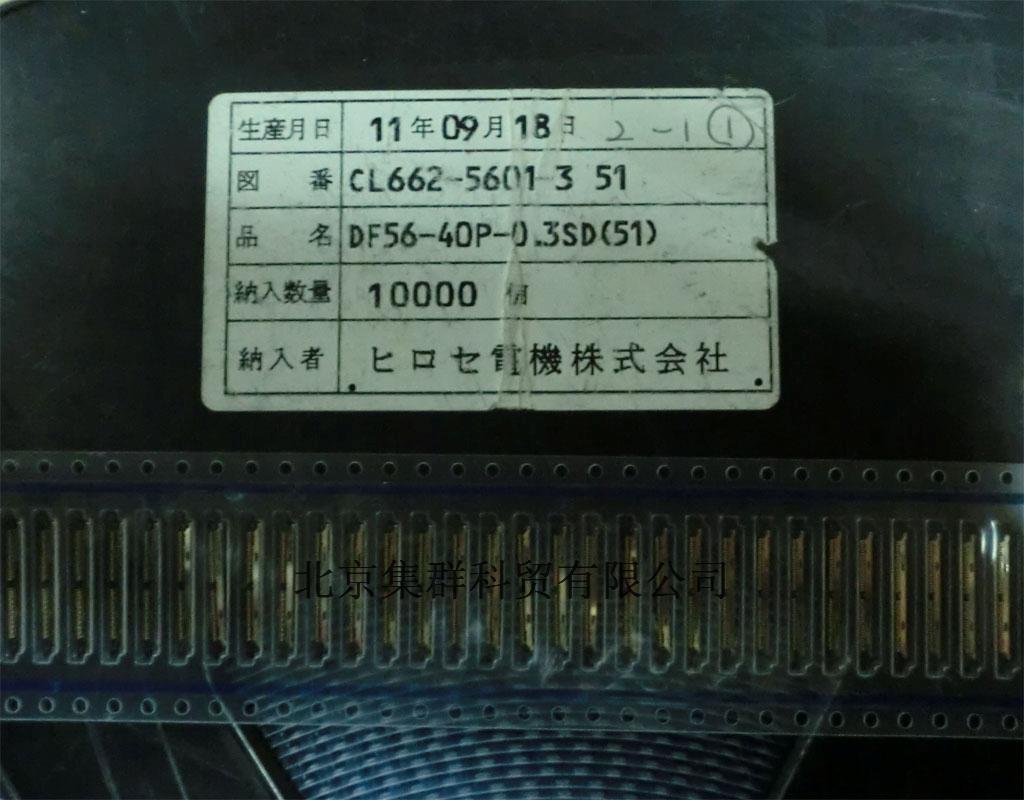 生産月日 11年09月18日 2-1①
図番 CL662-5601-3 51
品名 DF56-40P-0.3SD(51)
納入数量 10000 個
納入者 ヒロセ電機株式会社
北京集群科贸有限公司